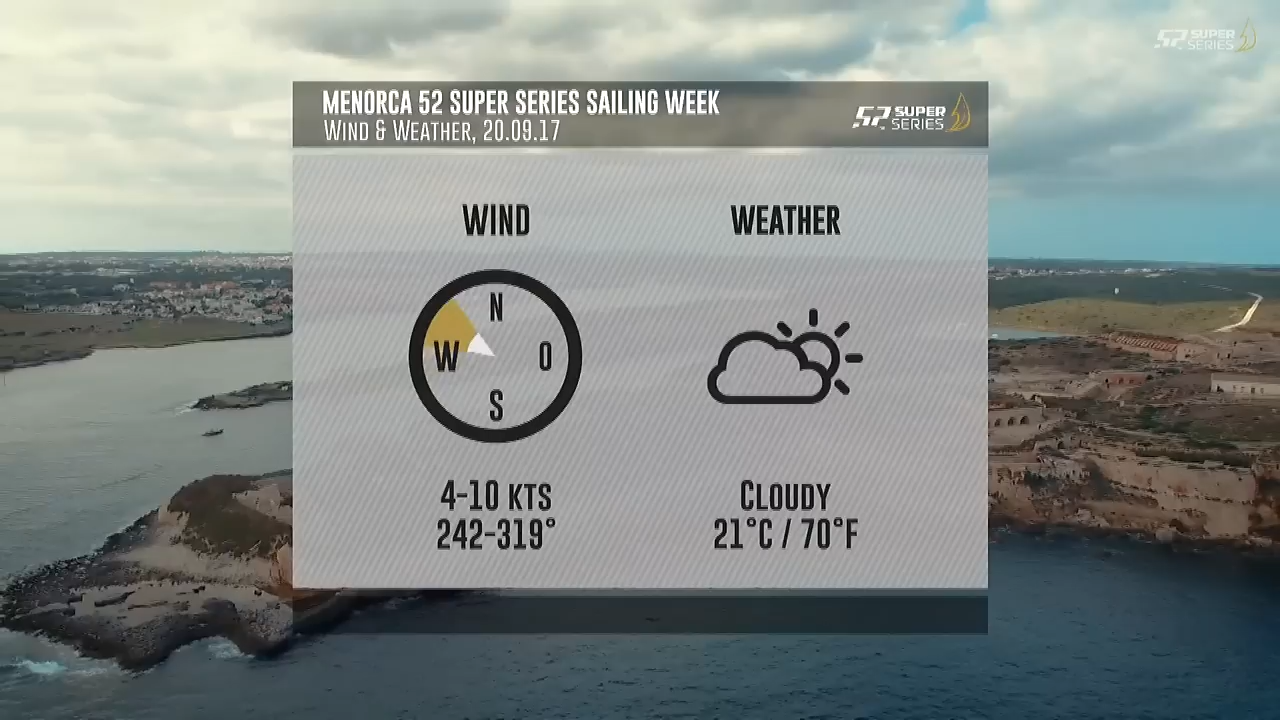 52 SUPER
SERIES
MENORCA 52 SUPER SERIES SAILING WEEK
WIND & WEATHER, 20.09.17
52 SUPER
SERIES
WIND
WEATHER
N
W
O
S
4-10 KTS
242-319°
CLOUDY
21°C / 70°F